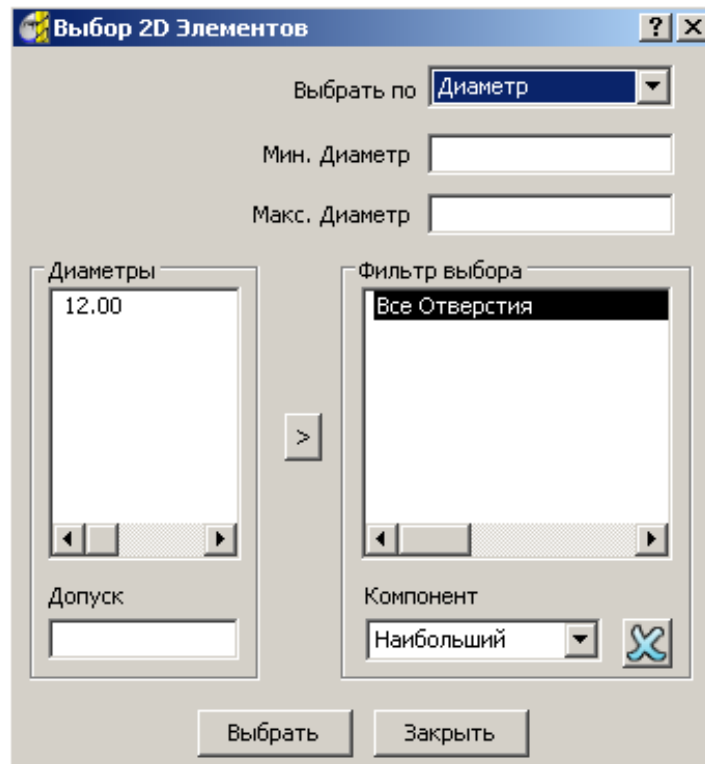 Выбор 2D Элементов
Выбрать по Диаметр
Мин. Диаметр
Макс. Диаметр
Диаметры
12.00
>
Фильтр выбора
Все Отверстия
Допуск
Компонент
Наибольший
Выбрать
Закрыть